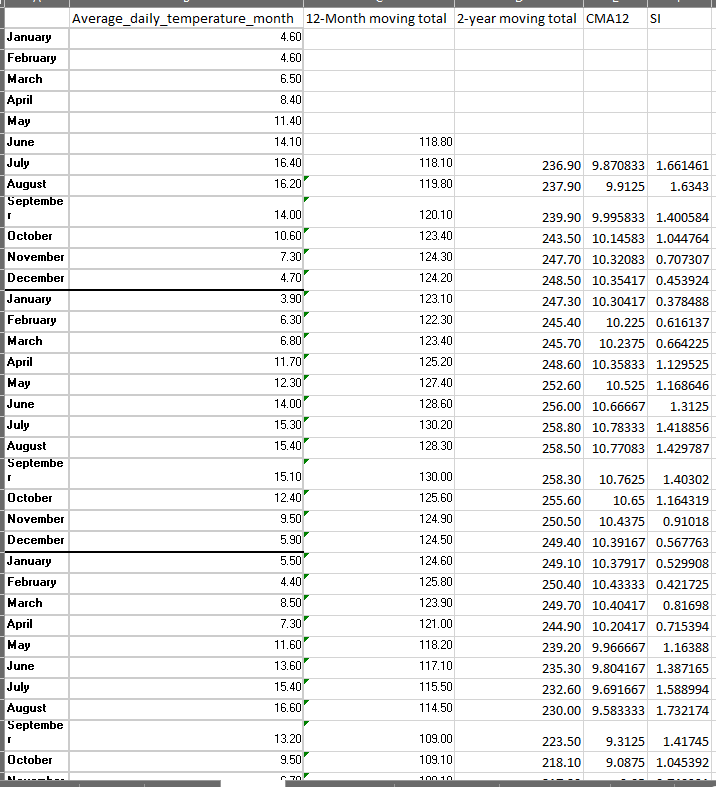 Average_daily_temperature_month 12-Month moving total 2-year moving total CMA12 SI
January 4.60
February 4.60
March 6.50
April 8.40
May 11.40
June 14.10 118.80
July 16.40 118.10 236.90 9.870833 1.661461
August 16.20 119.80 237.90 9.9125 1.6343
Septembe
r 14.00 120.10 239.90 9.995833 1.400584
October 10.60 123.40 243.50 10.14583 1.044764
November 7.30 124.30 247.70 10.32083 0.707307
December 4.70 124.20 248.50 10.35417 0.453924
January 3.90 123.10 247.30 10.30417 0.378488
February 6.30 122.30 245.40 10.225 0.616137
March 6.80 123.40 245.70 10.2375 0.664225
April 11.70 125.20 248.60 10.35833 1.129525
May 12.30 127.40 252.60 10.525 1.168646
June 14.00 128.60 256.00 10.66667 1.3125
July 15.30 130.20 258.80 10.78333 1.418856
August 15.40 128.30 258.50 10.77083 1.429787
Septembe
r 15.10 130.00 258.30 10.7625 1.40302
October 12.40 125.60 255.60 10.65 1.164319
November 9.50 124.90 250.50 10.4375 0.91018
December 5.90 124.50 249.40 10.39167 0.567763
January 5.50 124.60 249.10 10.37917 0.529908
February 4.40 125.80 250.40 10.43333 0.421725
March 8.50 123.90 249.70 10.40417 0.81698
April 7.30 121.00 244.90 10.20417 0.715394
May 11.60 118.20 239.20 9.966667 1.16388
June 13.60 117.10 235.30 9.804167 1.387165
July 15.40 115.50 232.60 9.691667 1.588994
August 16.60 114.50 230.00 9.583333 1.732174
Septembe
r 13.20 109.00 223.50 9.3125 1.41745
October 9.50 109.10 218.10 9.0875 1.045392